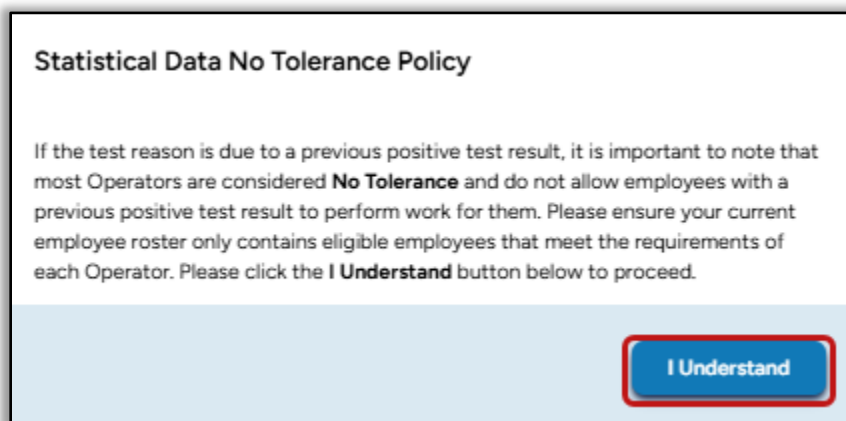 Statistical Data No Tolerance Policy
If the test reason is due to a previous positive test result, it is important to note that
most Operators are considered No Tolerance and do not allow employees with a
previous positive test result to perform work for them. Please ensure your current
employee roster only contains eligible employees that meet the requirements of
each Operator. Please click the I Understand button below to proceed.
I Understand